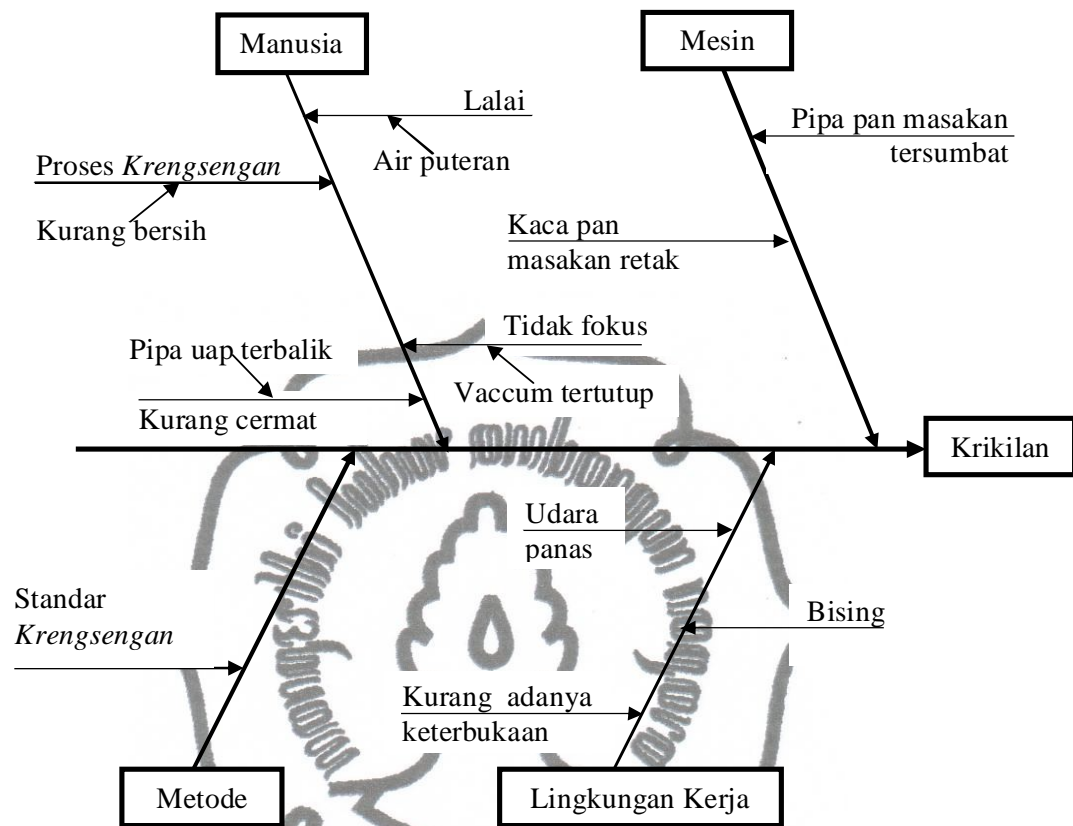 Manusia
Mesin
Lalai
Air puteran
Pipa pan masakan
tersumbat
Proses Krengsengan
Kurang bersih
Kaca pan
masakan retak
Tidak fokus
Vaccum tertutup
Pipa uap terbalik
Kurang cermat
Krikilan
Udara
panas
Standar
Krengsengan
Bising
Kurang adanya
keterbukaan
Metode
Lingkungan Kerja